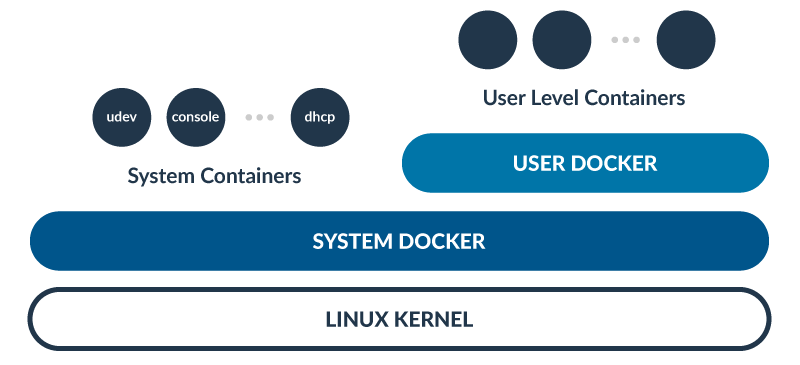 User Level Containers
udev
console
dhcp
System Containers
USER DOCKER
SYSTEM DOCKER
LINUX KERNEL